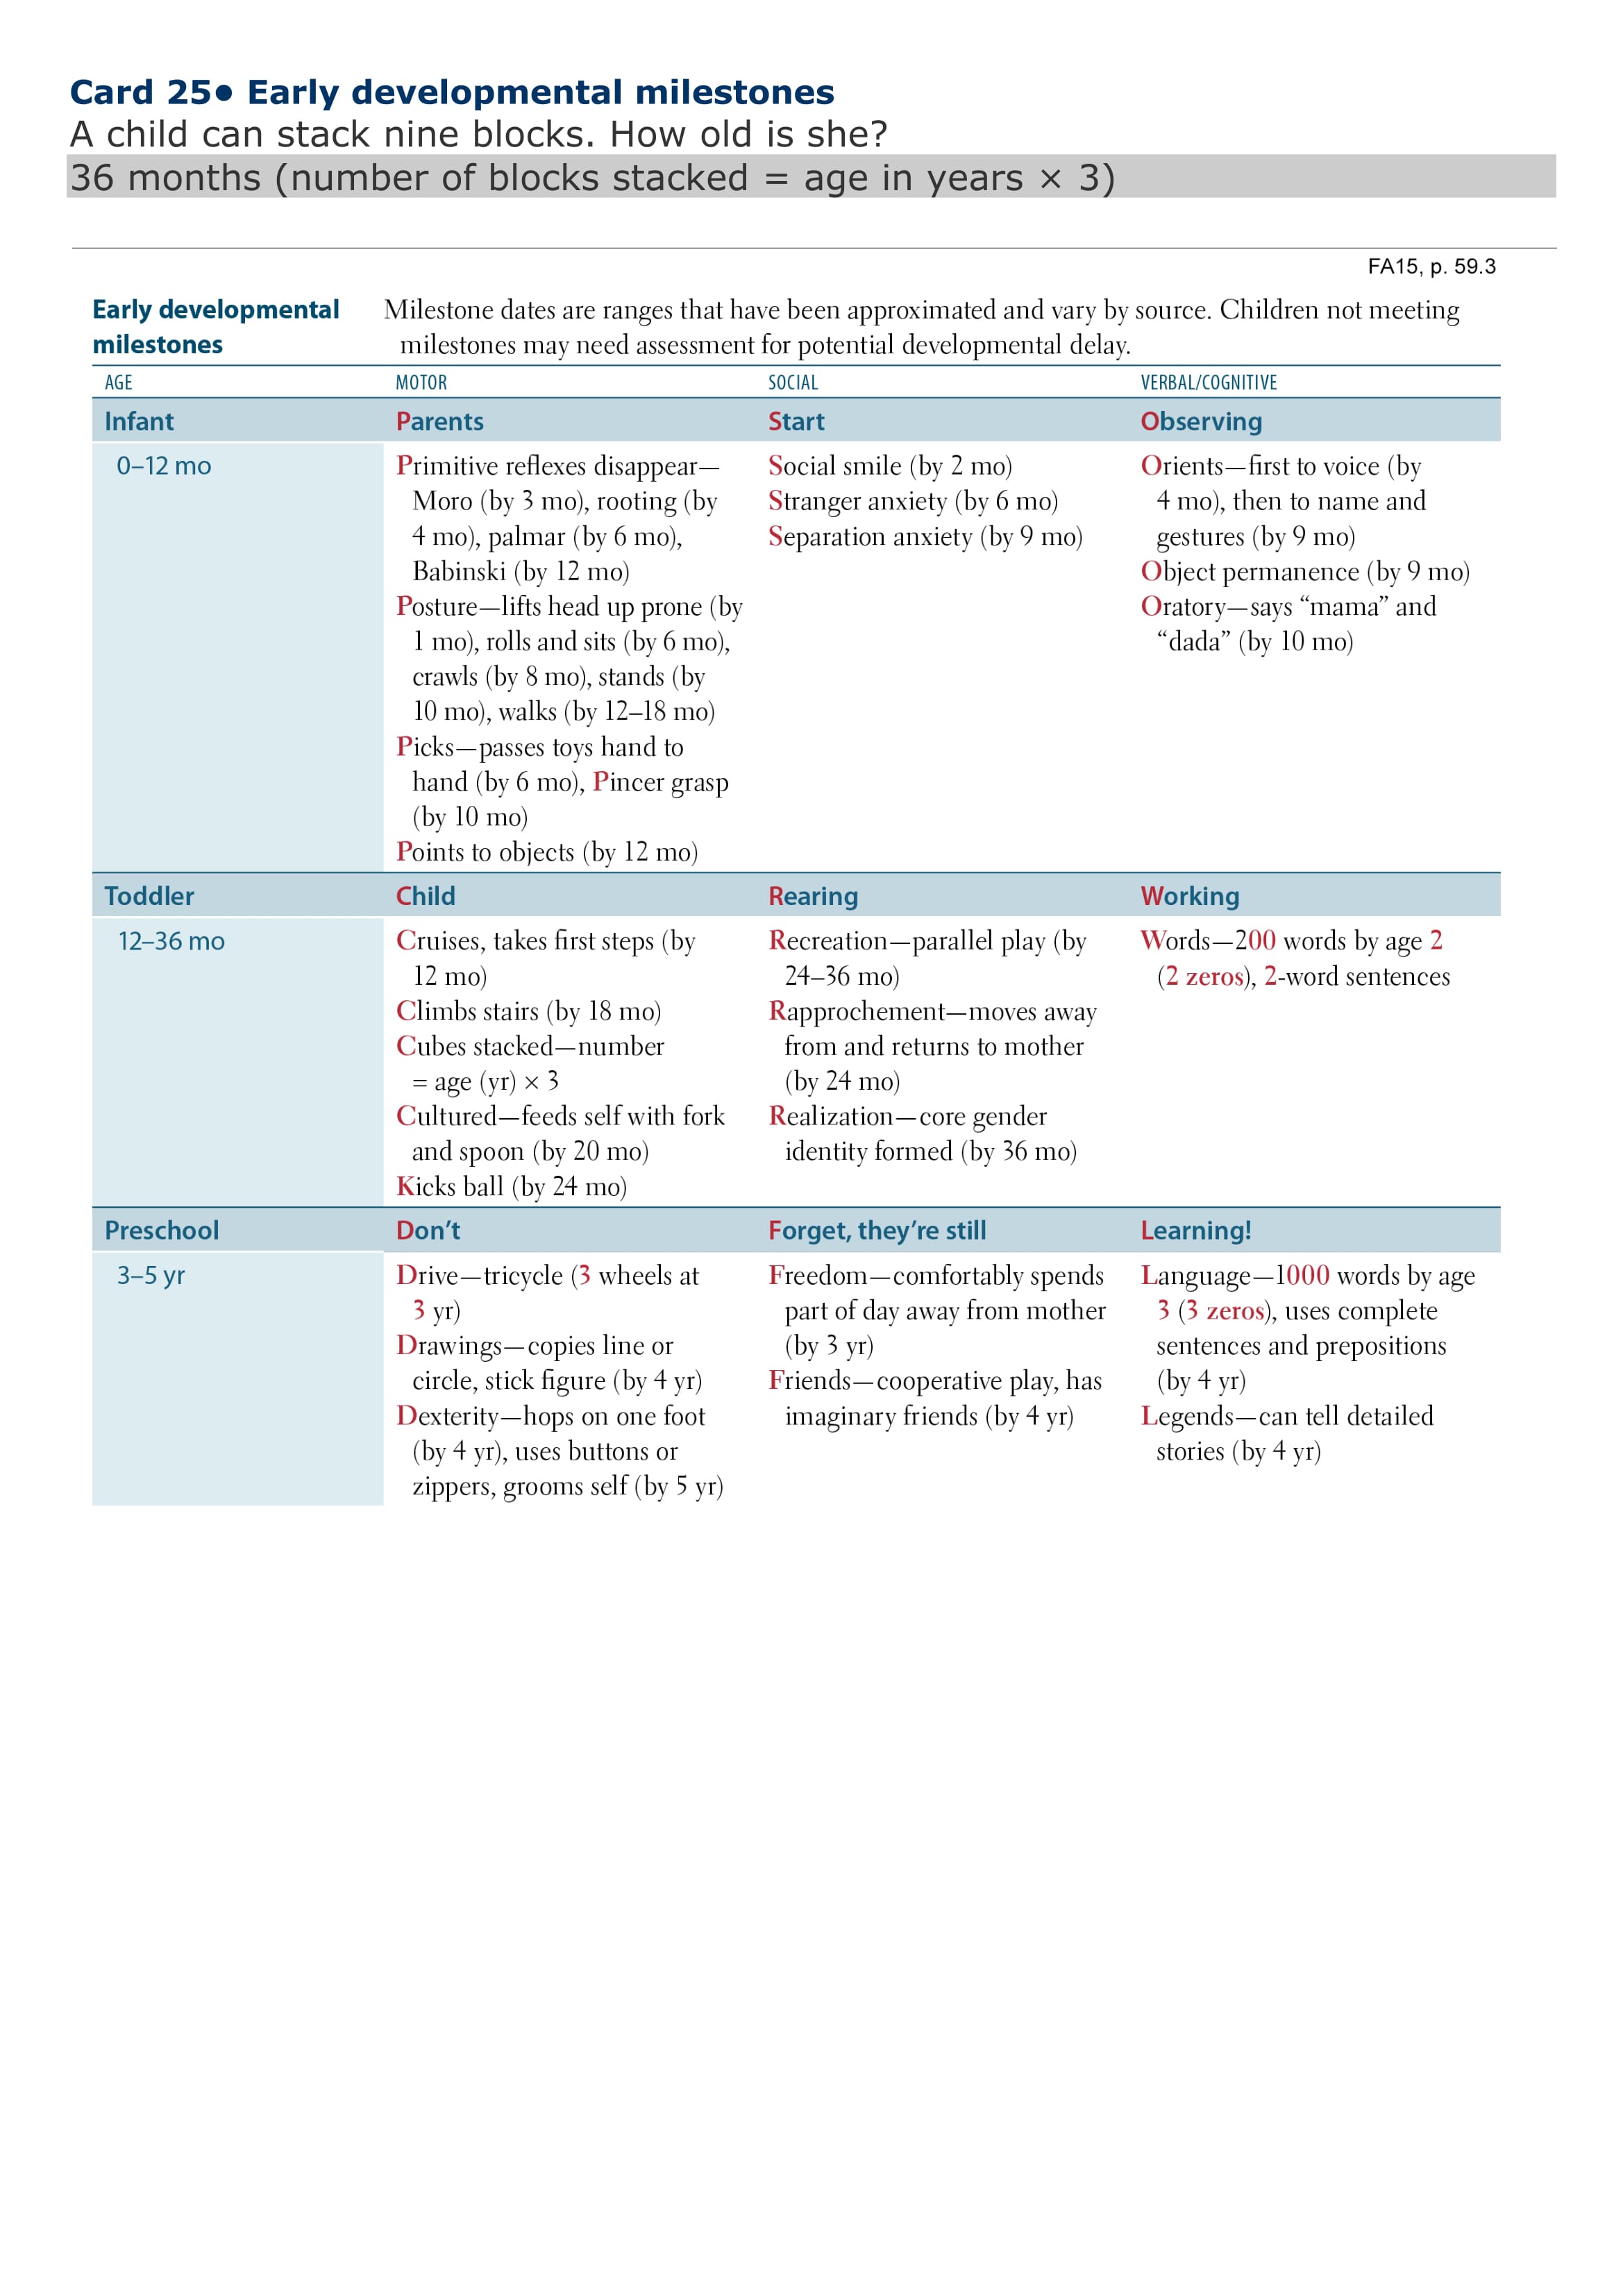 Card 25● Early developmental milestones
A child can stack nine blocks. How old is she?
36 months (number of blocks stacked = age in years × 3)
FA15, p. 59.3
Early developmental milestones
Milestone dates are ranges that have been approximated and vary by source. Children not meeting
milestones may need assessment for potential developmental delay.
AGE MOTOR SOCIAL VERBAL/COGNITIVE
Infant Parents Start Observing
0–12 mo
Primitive reflexes disappear—
Moro (by 3 mo), rooting (by
4 mo), palmar (by 6 mo),
Babinski (by 12 mo)
Posture—lifts head up prone (by
1 mo), rolls and sits (by 6 mo),
crawls (by 8 mo), stands (by
10 mo), walks (by 12–18 mo)
Picks—passes toys hand to
hand (by 6 mo), Pincer grasp
(by 10 mo)
Points to objects (by 12 mo)
Social smile (by 2 mo)
Stranger anxiety (by 6 mo)
Separation anxiety (by 9 mo)
Orients—first to voice (by
4 mo), then to name and
gestures (by 9 mo)
Object permanence (by 9 mo)
Oratory—says “mama” and
“dada” (by 10 mo)
Toddler Child Rearing Working
12–36 mo
Cruises, takes first steps (by
12 mo)
Climbs stairs (by 18 mo)
Cubes stacked—number
= age (yr) × 3
Cultured—feeds self with fork
and spoon (by 20 mo)
Kicks ball (by 24 mo)
Recreation—parallel play (by
24–36 mo)
Rapprochement—moves away
from and returns to mother
(by 24 mo)
Realization—core gender
identity formed (by 36 mo)
Words—200 words by age 2
(2 zeros), 2-word sentences
Preschool Don’t Forget, they’re still Learning!
3–5 yr
Drive—tricycle (3 wheels at
3 yr)
Drawings—copies line or
circle, stick figure (by 4 yr)
Dexterity—hops on one foot
(by 4 yr), uses buttons or
zippers, grooms self (by 5 yr)
Freedom—comfortably spends
part of day away from mother
(by 3 yr)
Friends—cooperative play, has
imaginary friends (by 4 yr)
Language—1000 words by age
3 (3 zeros), uses complete
sentences and prepositions
(by 4 yr)
Legends—can tell detailed
stories (by 4 yr)